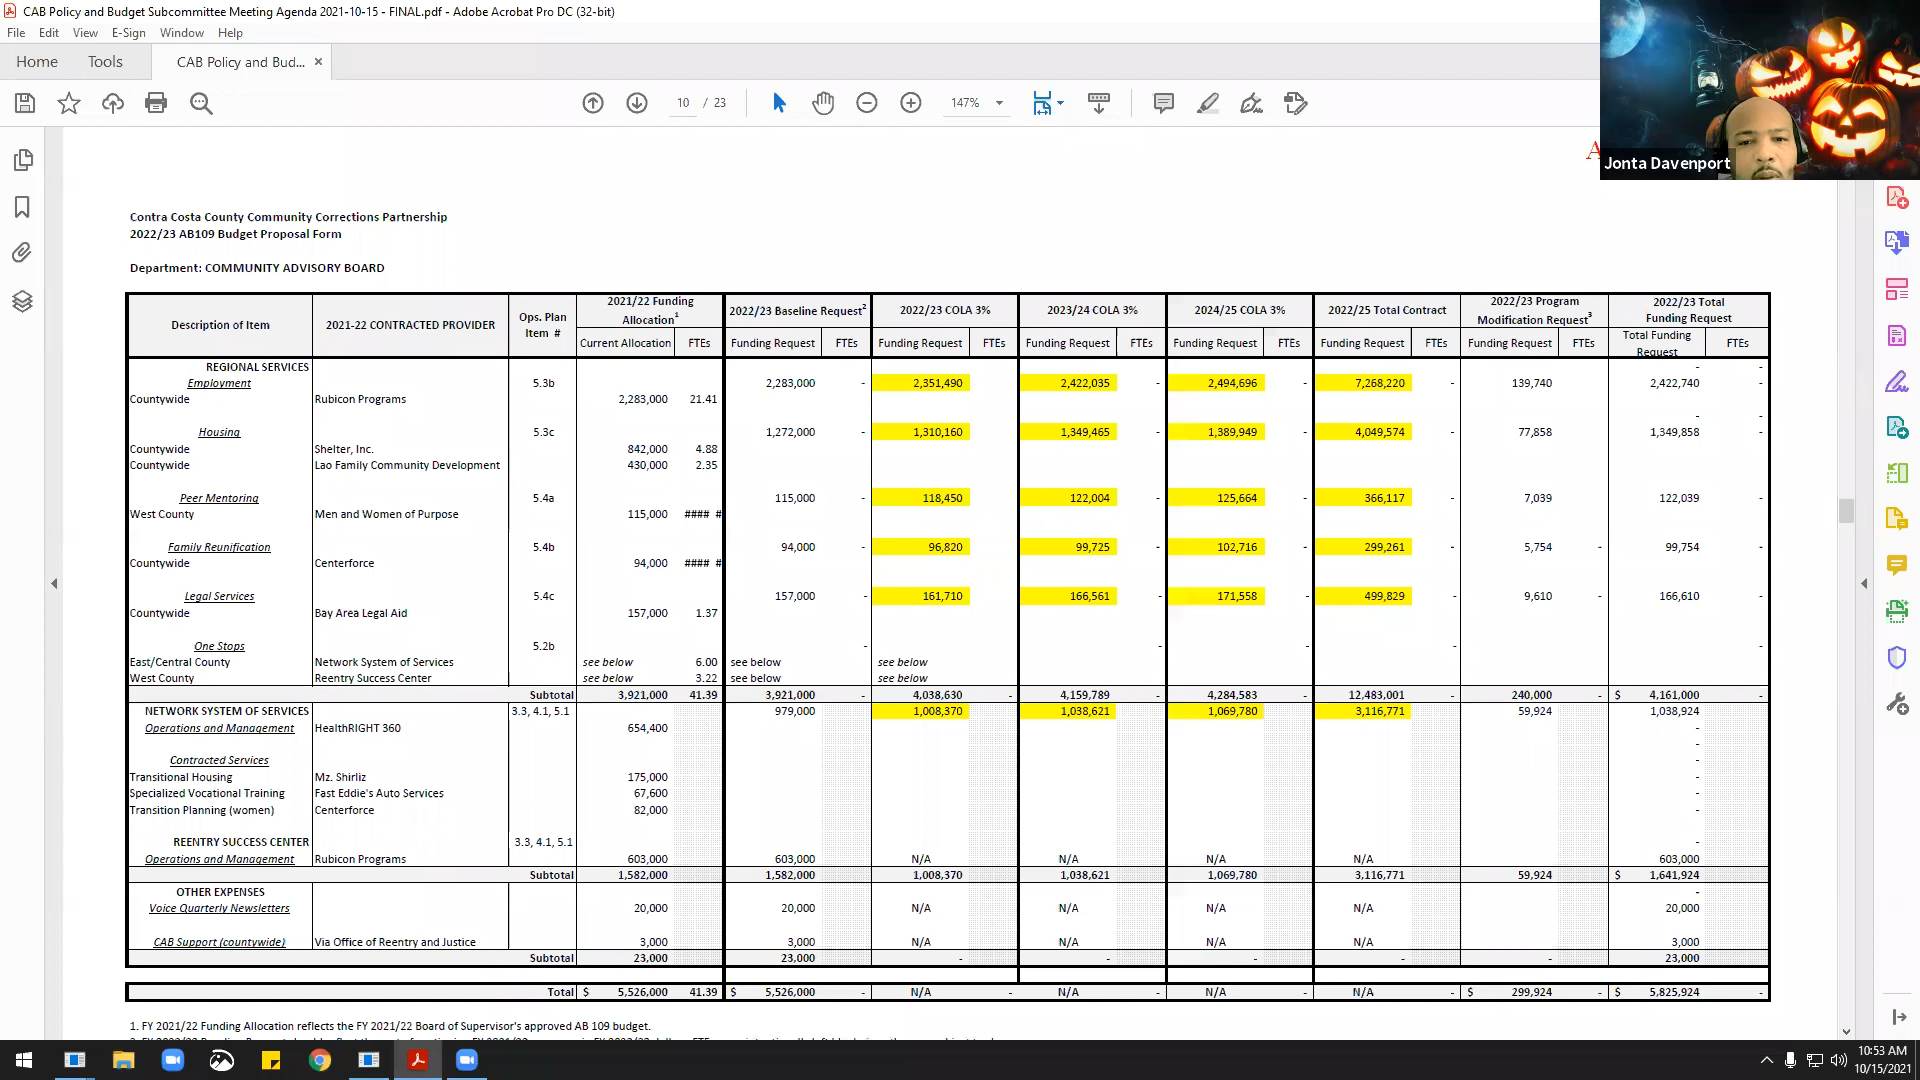 CAB Policy and Budget Subcommittee Meeting Agenda 2021-10-15 - FINAL.pdf - Adobe Acrobat Pro DC (32-bit)
File Edit View E-Sign Window Help
Home Tools CAB Policy and Bud... ×
10 / 23 147%
Jonta Davenport
Contra Costa County Community Corrections Partnership
2022/23 AB109 Budget Proposal Form
Department: COMMUNITY ADVISORY BOARD
Description of Item 2021-22 CONTRACTED PROVIDER Ops. Plan Item # 2021/22 Funding Allocation1 2022/23 Baseline Request2 2022/23 COLA 3% 2023/24 COLA 3% 2024/25 COLA 3% 2022/25 Total Contract 2022/23 Program Modification Request3 2022/23 Total Funding Request
Current Allocation FTEs Funding Request FTEs Funding Request FTEs Funding Request FTEs Funding Request FTEs Funding Request FTEs Funding Request FTEs Total Funding Request FTEs
REGIONAL SERVICES - -
Employment 5.3b 2,283,000 - 2,351,490 2,422,035 - 2,494,696 - 7,268,220 - 139,740 2,422,740 -
Countywide Rubicon Programs 2,283,000 21.41
- -
Housing 5.3c 1,272,000 - 1,310,160 1,349,465 - 1,389,949 - 4,049,574 - 77,858 1,349,858 -
Countywide Shelter, Inc. 842,000 4.88
Countywide Lao Family Community Development 430,000 2.35
Peer Mentoring 5.4a 115,000 - 118,450 122,004 - 125,664 - 366,117 - 7,039 122,039 -
West County Men and Women of Purpose 115,000 #### #
Family Reunification 5.4b 94,000 - 96,820 99,725 - 102,716 - 299,261 - 5,754 - 99,754 -
Countywide Centerforce 94,000 #### #
Legal Services 5.4c 157,000 - 161,710 166,561 - 171,558 - 499,829 - 9,610 - 166,610 -
Countywide Bay Area Legal Aid 157,000 1.37
One Stops 5.2b - - - - -
East/Central County Network System of Services see below 6.00 see below see below
West County Reentry Success Center see below 3.22 see below see below
Subtotal 3,921,000 41.39 3,921,000 - 4,038,630 - 4,159,789 - 4,284,583 - 12,483,001 - 240,000 - $ 4,161,000 -
NETWORK SYSTEM OF SERVICES 3.3, 4.1, 5.1 979,000 1,008,370 1,038,621 1,069,780 3,116,771 59,924 1,038,924
Operations and Management HealthRIGHT 360 654,400 -
-
Contracted Services -
Transitional Housing Mz. Shirliz 175,000 -
Specialized Vocational Training Fast Eddie's Auto Services 67,600 -
Transition Planning (women) Centerforce 82,000 -
REENTRY SUCCESS CENTER 3.3, 4.1, 5.1 -
Operations and Management Rubicon Programs 603,000 603,000 N/A N/A N/A N/A 603,000
Subtotal 1,582,000 1,582,000 1,008,370 1,038,621 1,069,780 3,116,771 59,924 $ 1,641,924
OTHER EXPENSES -
Voice Quarterly Newsletters 20,000 20,000 N/A N/A N/A N/A 20,000
CAB Support (countywide) Via Office of Reentry and Justice 3,000 3,000 N/A N/A N/A N/A 3,000
Subtotal 23,000 23,000 - - - - - 23,000
Total $ 5,526,000 41.39 $ 5,526,000 - N/A - N/A - N/A - N/A - $ 299,924 - $ 5,825,924 -
1. FY 2021/22 Funding Allocation reflects the FY 2021/22 Board of Supervisor's approved AB 109 budget.
10:53 AM
10/15/2021